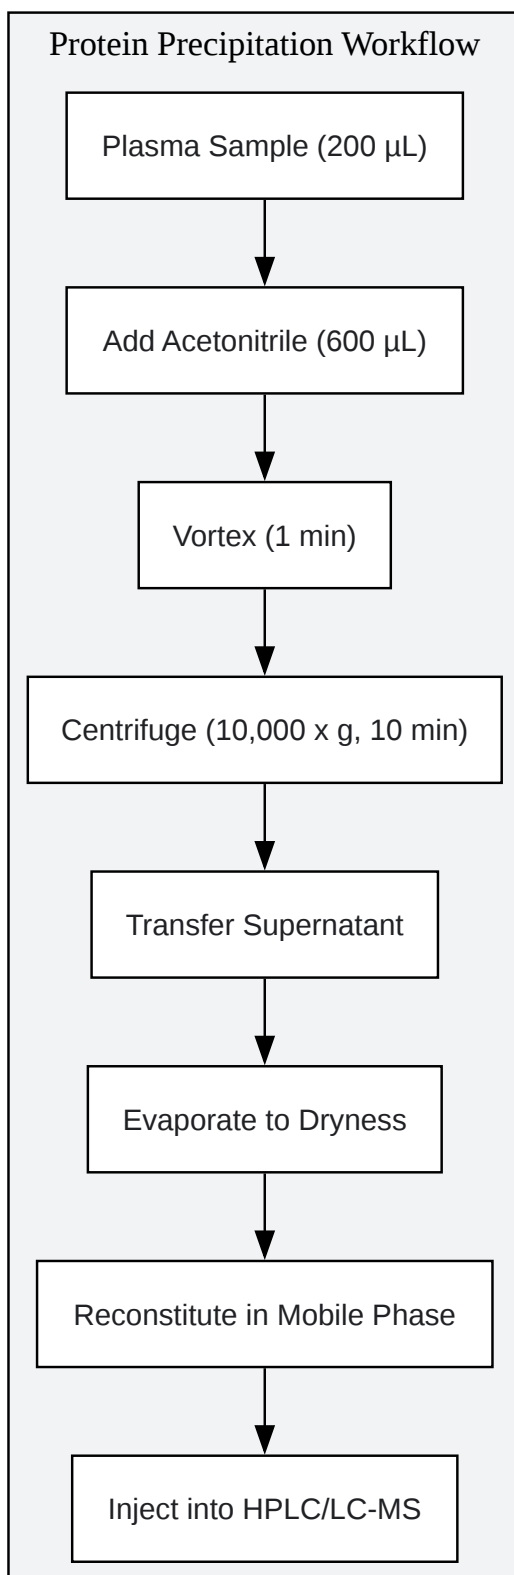 Protein Precipitation Workflow
Plasma Sample (200 µL)
Add Acetonitrile (600 µL)
Vortex (1 min)
Centrifuge (10,000 x g, 10 min)
Transfer Supernatant
Evaporate to Dryness
Reconstitute in Mobile Phase
Inject into HPLC/LC-MS